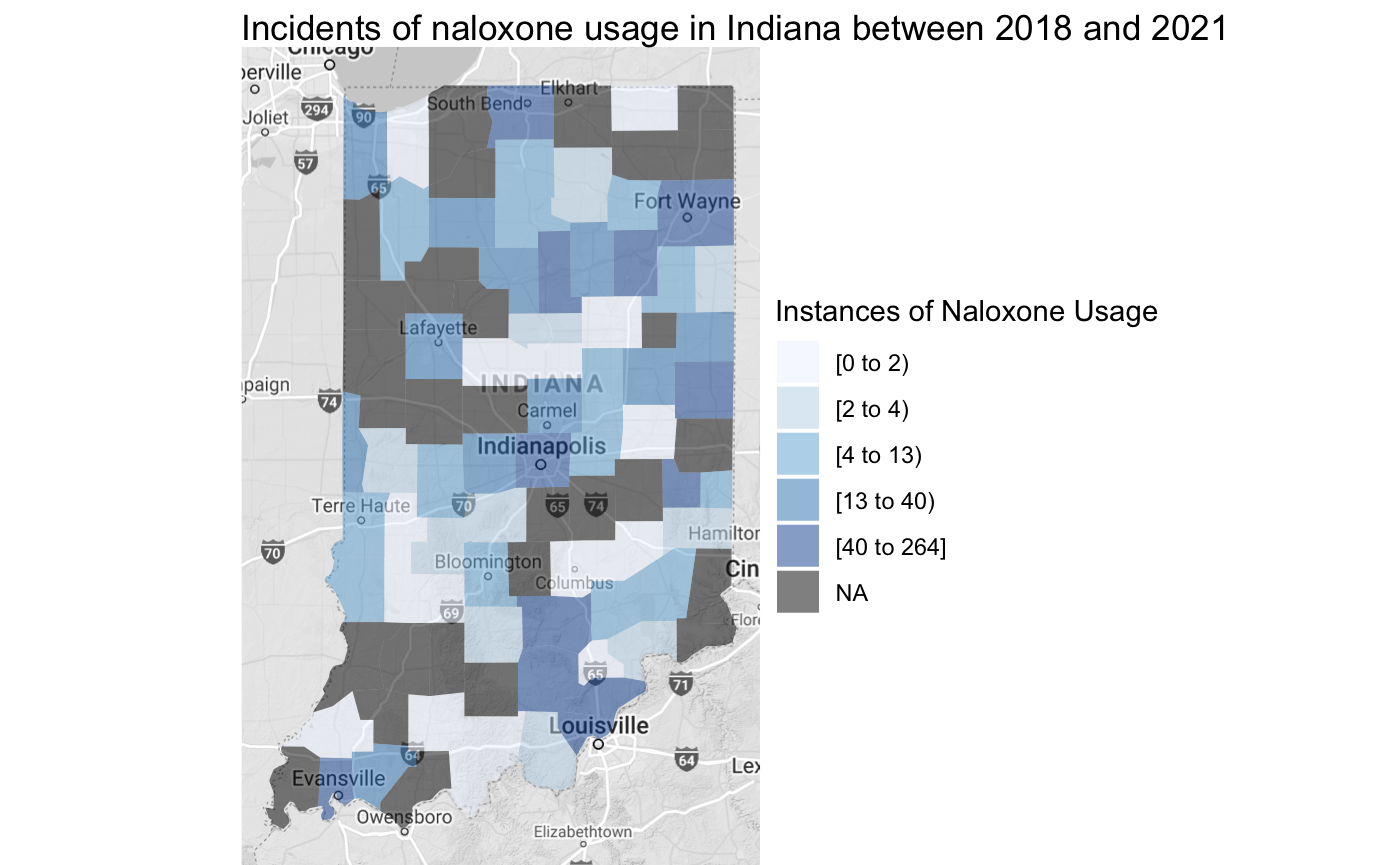 Incidents of naloxone usage in Indiana between 2018 and 2021
Chicago
perville
South Bend
Elkhart
294
90
Joliet
57
65
Fort Wayne
Lafayette
INDIANA
paign
74
Carmel
Indianapolis
Terre Haute
70
65
74
Hamilton
70
Bloomington
Columbus
Cin
69
Flore
65
71
Louisville
64
64
Lex
Evansville
Owensboro
Elizabethtown
Instances of Naloxone Usage
[0 to 2)
[2 to 4)
[4 to 13)
[13 to 40)
[40 to 264]
NA